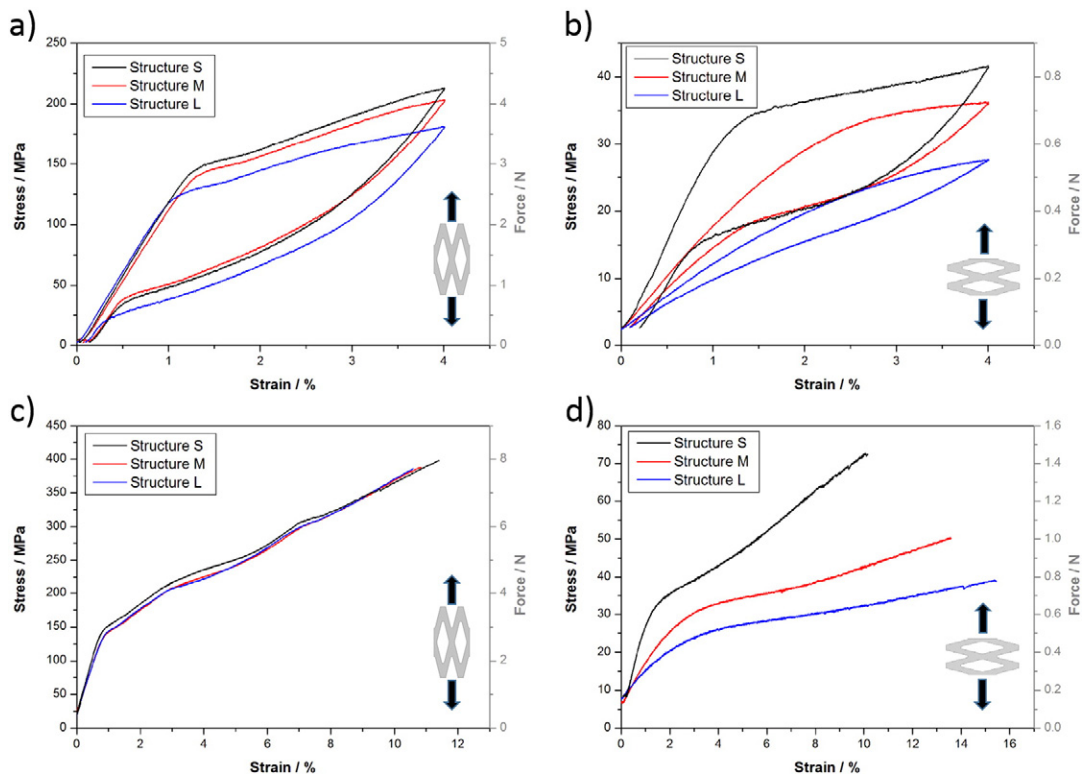 a)
250
200
150
100
50
0
Stress / MPa
Structure S
Structure M
Structure L
5
4
3
2
1
0
Force / N
0 1 2 3 4
Strain / %
b)
40
30
20
10
0
Stress / MPa
Structure S
Structure M
Structure L
0.8
0.6
0.4
0.2
0.0
Force / N
0 1 2 3 4
Strain / %
c)
450
400
350
300
250
200
150
100
50
0
Stress / MPa
Structure S
Structure M
Structure L
8
6
4
2
0
Force / N
0 2 4 6 8 10 12
Strain / %
d)
80
70
60
50
40
30
20
10
0
Stress / MPa
Structure S
Structure M
Structure L
1.6
1.4
1.2
1.0
0.8
0.6
0.4
0.2
0.0
Force / N
0 2 4 6 8 10 12 14 16
Strain / %